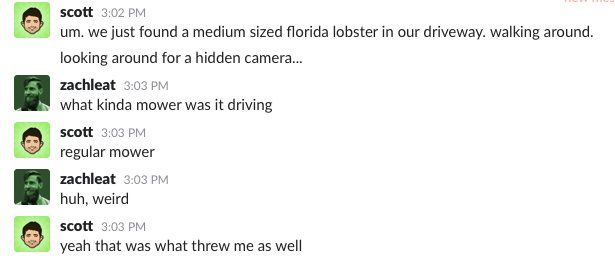 scott 3:02 PM
um. we just found a medium sized florida lobster in our driveway. walking around.
looking around for a hidden camera...
zachleat 3:03 PM
what kinda mower was it driving
scott 3:03 PM
regular mower
zachleat 3:03 PM
huh, weird
scott 3:03 PM
yeah that was what threw me as well